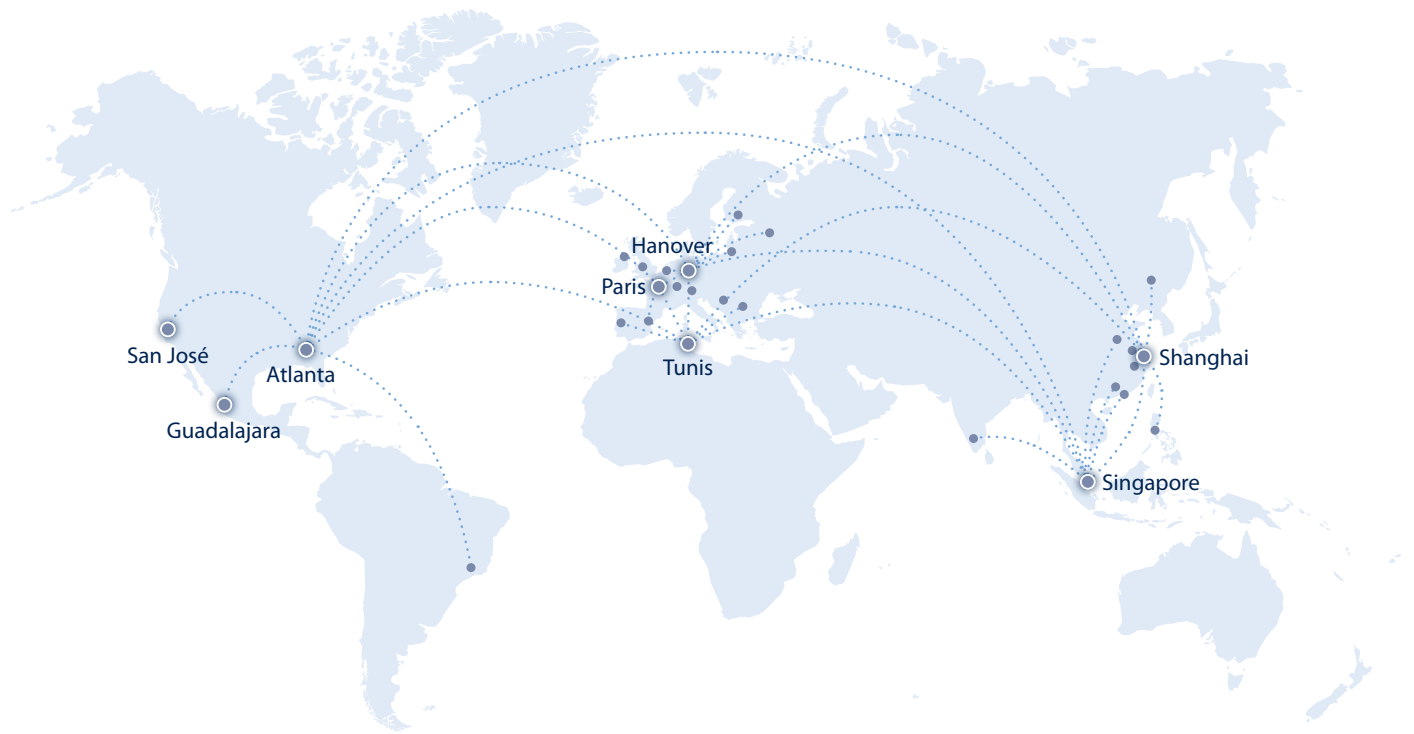 Hanover
Paris
San José
Atlanta
Tunis
Shanghai
Guadalajara
Singapore